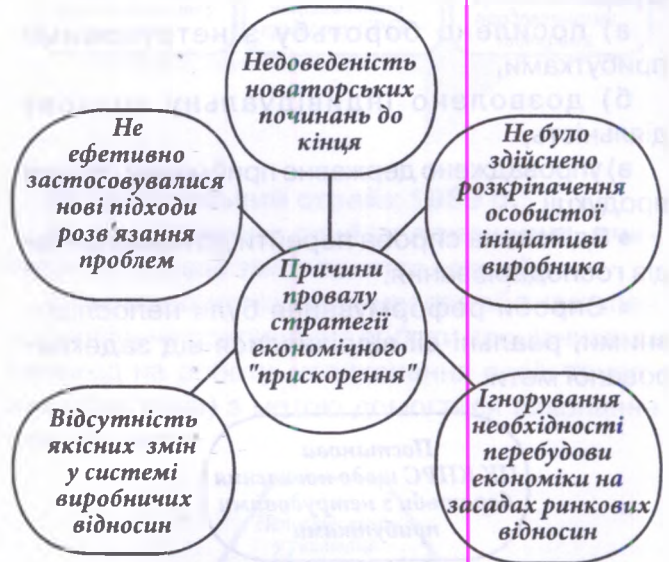 Недоведеність
новаторських
починань до
кінця
Не
ефетивно
застосовувалися
нові підходи
розв'язання
проблем
Не було
здійснено
розкріпачення
особистої
ініціативи
виробника
Причини
провалу
стратегії
економічного
"прискорення"
Відсутність
якісних змін
у системі
виробничих
відносин
Ігнорування
необхідності
перебудови
економіки на
засадах ринкових
відносин